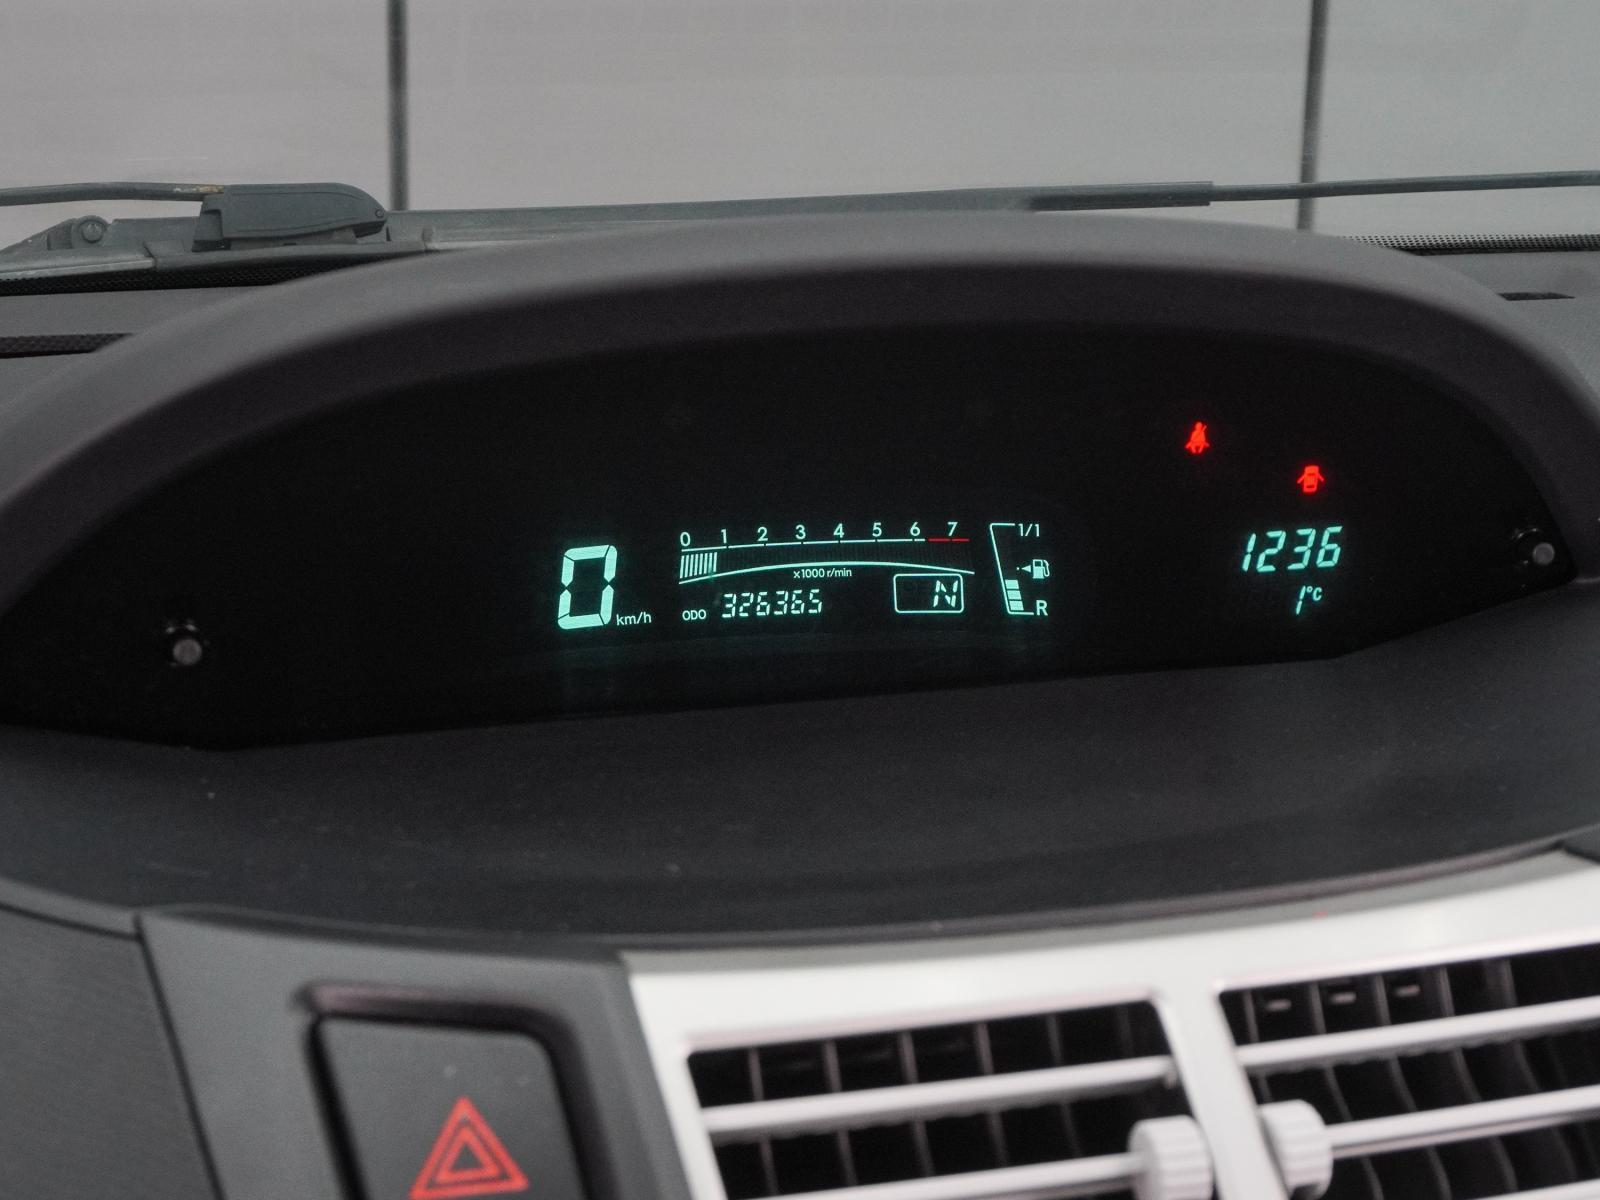 0 1 2 3 4 5 6 7
x1000 r/min
0 km/h
ODO 326365
N
1/1
R
1236
1°C